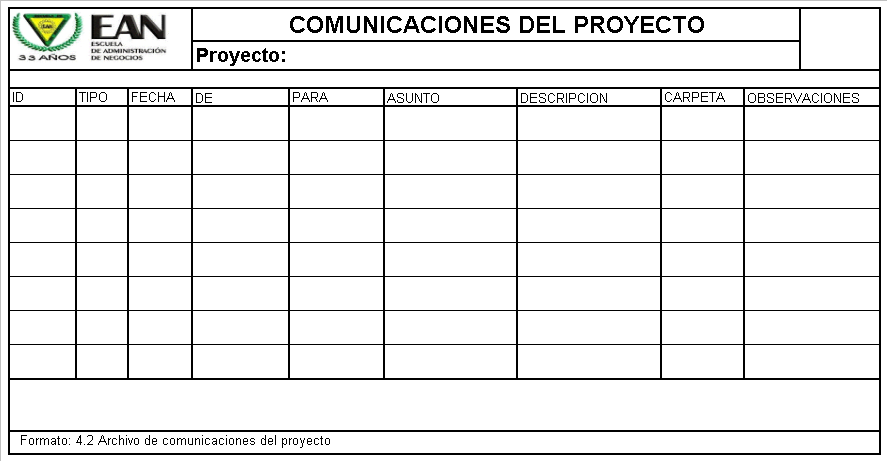 EAN
ESCUELA
DE ADMINISTRACIÓN
DE NEGOCIOS
33 AÑOS
COMUNICACIONES DEL PROYECTO
Proyecto:
ID TIPO FECHA DE PARA ASUNTO DESCRIPCION CARPETA OBSERVACIONES
Formato: 4.2 Archivo de comunicaciones del proyecto